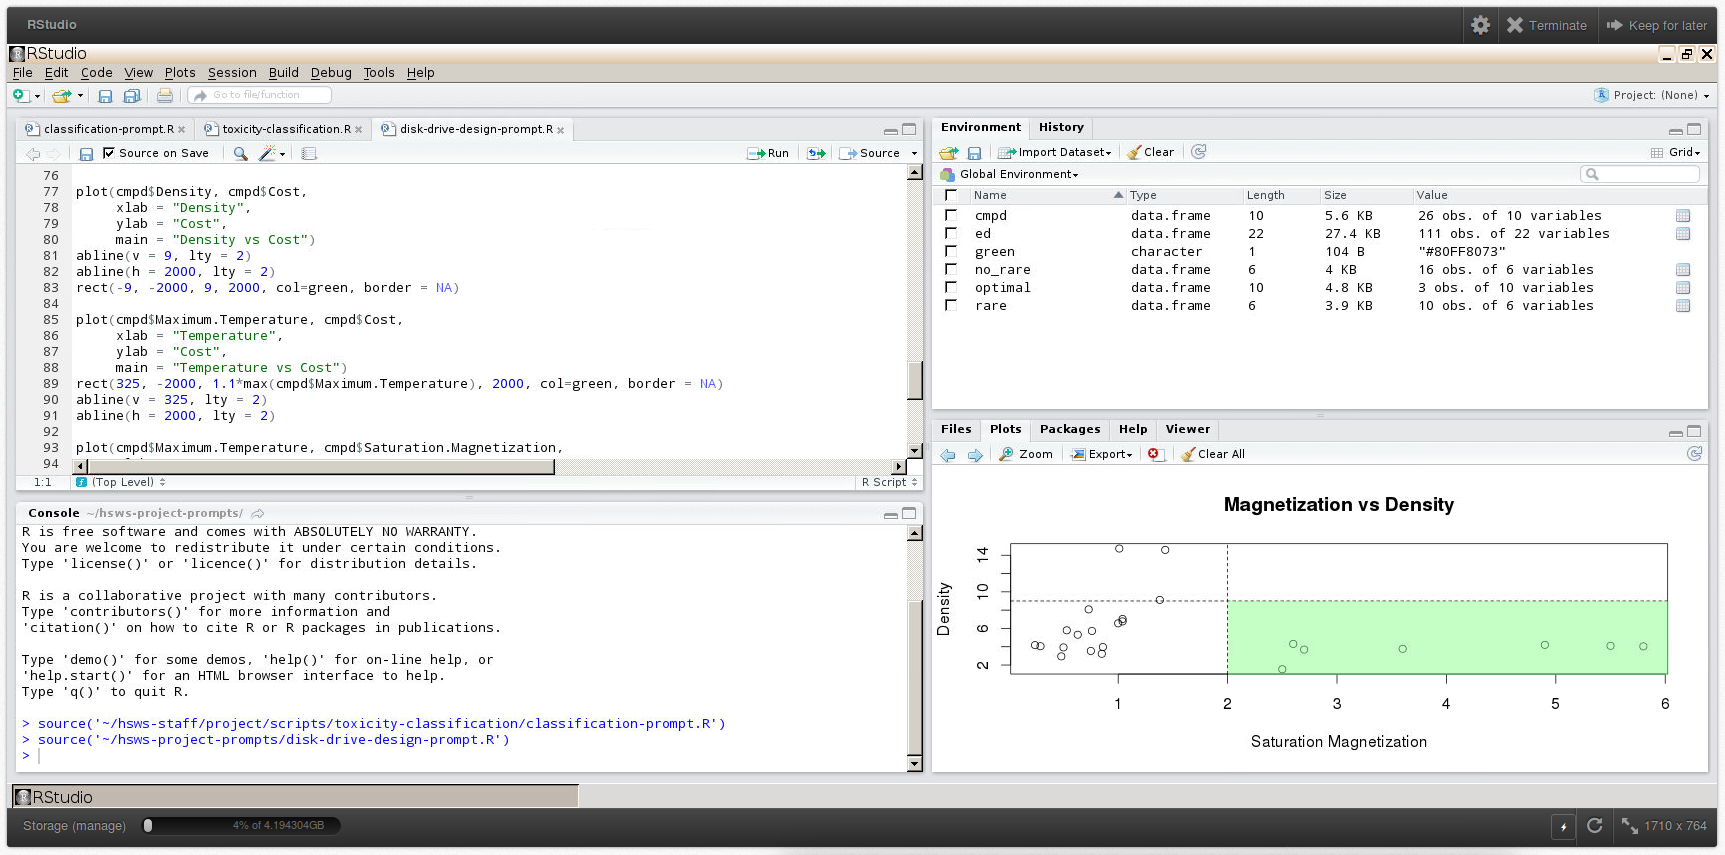 RStudio
Terminate
Keep for later
RStudio
File Edit Code View Plots Session Build Debug Tools Help
Go to file/function
Project: (None)
classification-prompt.R
toxicity-classification.R
disk-drive-design-prompt.R
Source on Save
Run
Source
76
77 plot(cmpd$Density, cmpd$Cost,
78 xlab = "Density",
79 ylab = "Cost",
80 main = "Density vs Cost")
81 abline(v = 9, lty = 2)
82 abline(h = 2000, lty = 2)
83 rect(-9, -2000, 9, 2000, col=green, border = NA)
84
85 plot(cmpd$Maximum.Temperature, cmpd$Cost,
86 xlab = "Temperature",
87 ylab = "Cost",
88 main = "Temperature vs Cost")
89 rect(325, -2000, 1.1*max(cmpd$Maximum.Temperature), 2000, col=green, border = NA)
90 abline(v = 325, lty = 2)
91 abline(h = 2000, lty = 2)
92
93 plot(cmpd$Maximum.Temperature, cmpd$Saturation.Magnetization,
94
1:1 (Top Level) R Script
Console ~/hsws-project-prompts/
R is free software and comes with ABSOLUTELY NO WARRANTY.
You are welcome to redistribute it under certain conditions.
Type 'license()' or 'licence()' for distribution details.
R is a collaborative project with many contributors.
Type 'contributors()' for more information and
'citation()' on how to cite R or R packages in publications.
Type 'demo()' for some demos, 'help()' for on-line help, or
'help.start()' for an HTML browser interface to help.
Type 'q()' to quit R.
> source('~/hsws-staff/project/scripts/toxicity-classification/classification-prompt.R')
> source('~/hsws-project-prompts/disk-drive-design-prompt.R')
>
Environment History
Import Dataset Clear Grid
Global Environment
Name Type Length Size Value
cmpd data.frame 10 5.6 KB 26 obs. of 10 variables
ed data.frame 22 27.4 KB 111 obs. of 22 variables
green character 1 104 B "#80FF8073"
no_rare data.frame 6 4 KB 16 obs. of 6 variables
optimal data.frame 10 4.8 KB 3 obs. of 10 variables
rare data.frame 6 3.9 KB 10 obs. of 6 variables
Files Plots Packages Help Viewer
Zoom Export Clear All
Magnetization vs Density
Density
14
10
6
2
1 2 3 4 5 6
Saturation Magnetization
RStudio
Storage (manage) 4% of 4.194304GB
1710 x 764